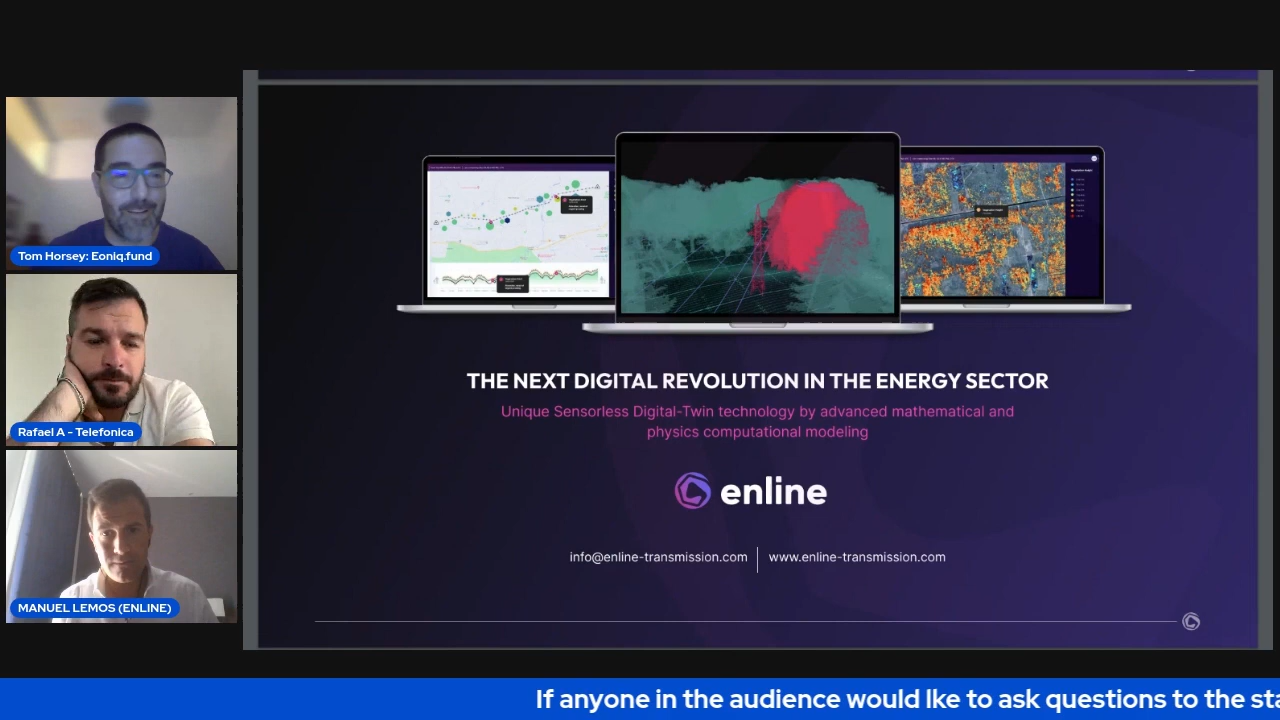 Tom Horsey: Eoniq.fund
Rafael A - Telefonica
MANUEL LEMOS (ENLINE)
THE NEXT DIGITAL REVOLUTION IN THE ENERGY SECTOR
Unique Sensorless Digital-Twin technology by advanced mathematical and
physics computational modeling
enline
info@enline-transmission.com | www.enline-transmission.com
If anyone in the audience would lke to ask questions to the sta